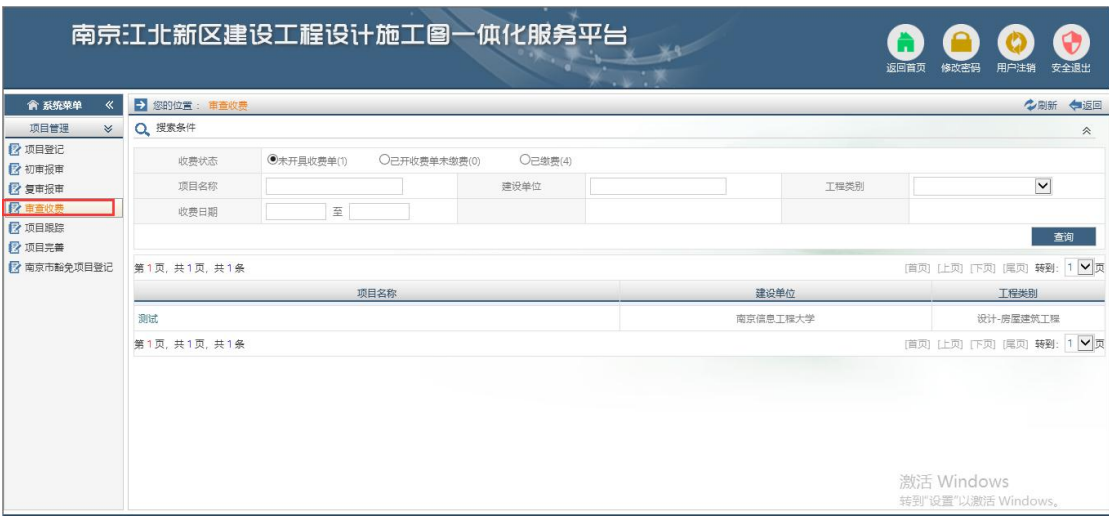 南京江北新区建设工程设计施工图一体化服务平台
返回首页 修改密码 用户注销 安全退出
系统菜单 «
您的位置： 审查收费 刷新 返回
项目管理
搜索条件
项目登记
初审报审
复审报审
审查收费
项目跟踪
项目完善
南京市豁免项目登记
收费状态 未开具收费单(1) 已开收费单未缴费(0) 已缴费(4)
项目名称 建设单位 工程类别
收费日期 至
查询
第1页, 共1页, 共1条 [首页] [上页] [下页] [尾页] 转到: 1 页
项目名称 建设单位 工程类别
测试 南京信息工程大学 设计-房屋建筑工程
第1页, 共1页, 共1条 [首页] [上页] [下页] [尾页] 转到: 1 页
激活 Windows
转到"设置"以激活 Windows。